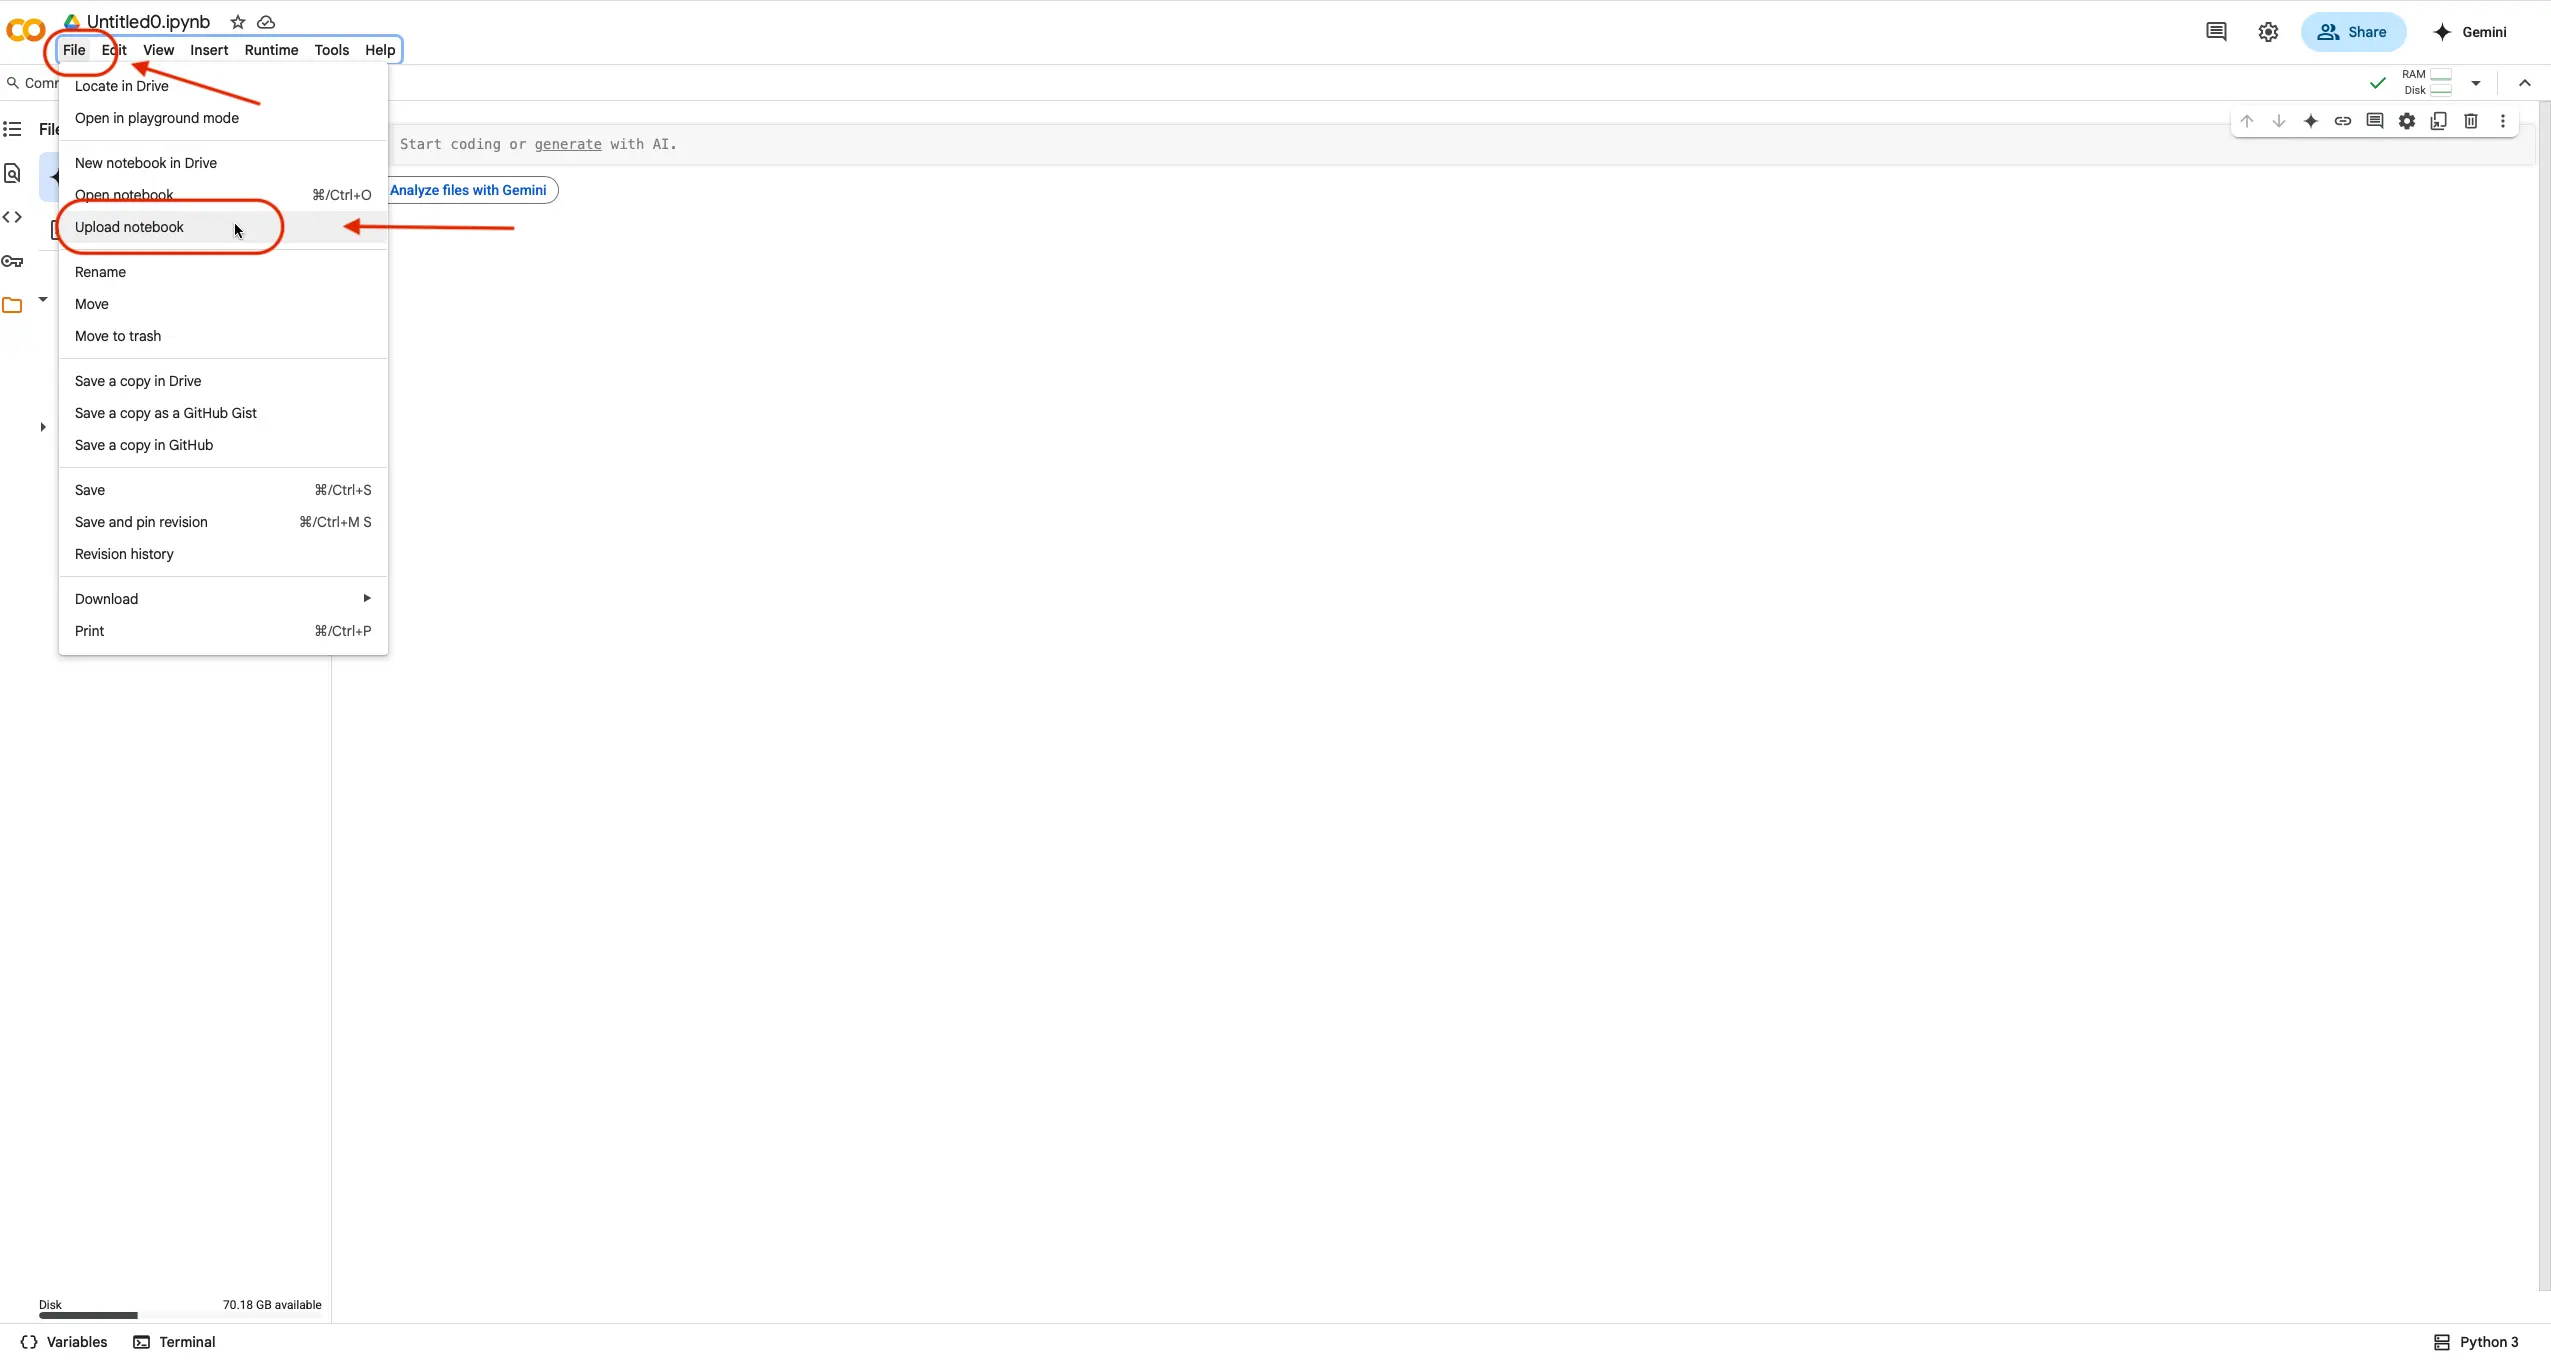 Untitled0.ipynb
File Edit View Insert Runtime Tools Help
Share
Gemini
RAM
Disk
Locate in Drive
Open in playground mode
New notebook in Drive
Open notebook ⌘/Ctrl+O
Upload notebook
Rename
Move
Move to trash
Save a copy in Drive
Save a copy as a GitHub Gist
Save a copy in GitHub
Save ⌘/Ctrl+S
Save and pin revision ⌘/Ctrl+M S
Revision history
Download
Print ⌘/Ctrl+P
Start coding or generate with AI.
Analyze files with Gemini
Disk 70.18 GB available
Variables Terminal
Python 3